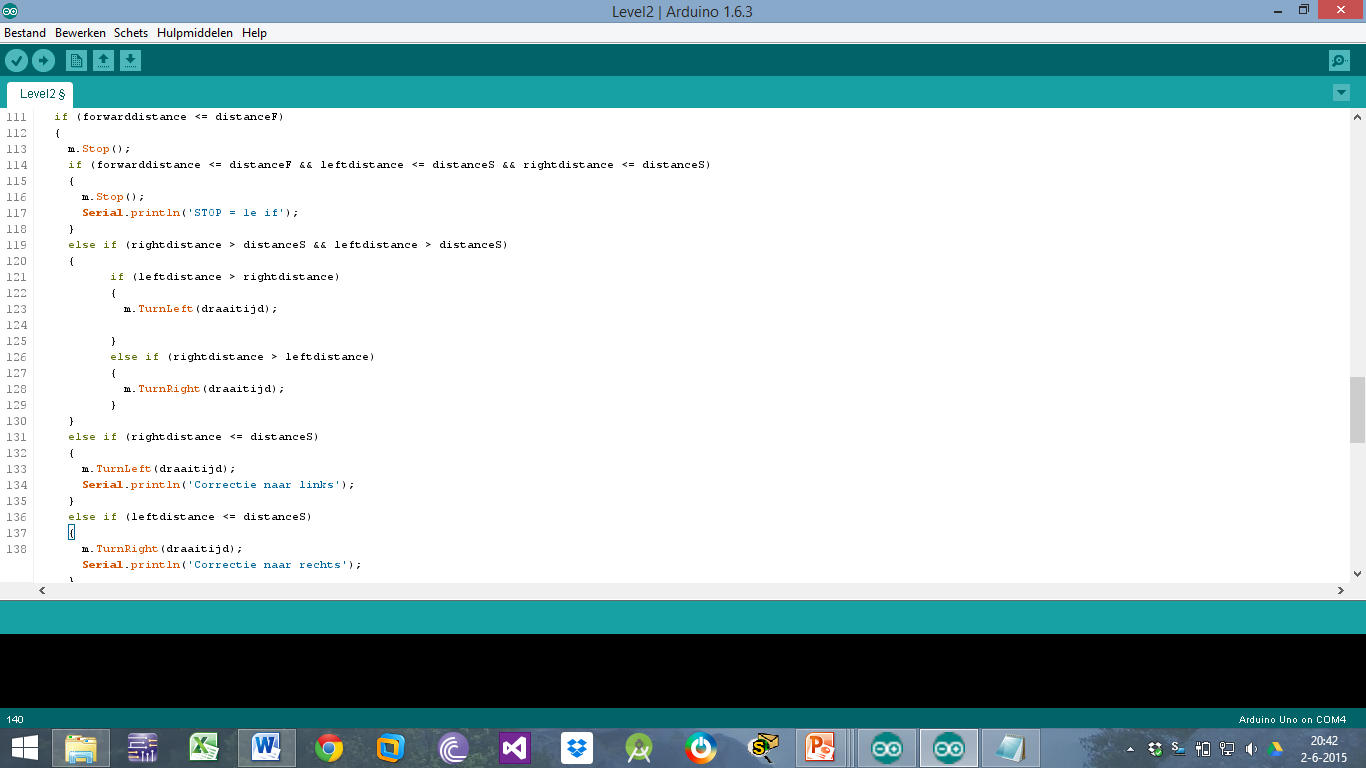 Level2 | Arduino 1.6.3
Bestand Bewerken Schets Hulpmiddelen Help
Level2 §
111 if (forwarddistance <= distanceF)
112 {
113 m.Stop();
114 if (forwarddistance <= distanceF && leftdistance <= distanceS && rightdistance <= distanceS)
115 {
116 m.Stop();
117 Serial.println('STOP = 1e if');
118 }
119 else if (rightdistance > distanceS && leftdistance > distanceS)
120 {
121 if (leftdistance > rightdistance)
122 {
123 m.TurnLeft(draaitijd);
124
125 }
126 else if (rightdistance > leftdistance)
127 {
128 m.TurnRight(draaitijd);
129 }
130 }
131 else if (rightdistance <= distanceS)
132 {
133 m.TurnLeft(draaitijd);
134 Serial.println('Correctie naar links');
135 }
136 else if (leftdistance <= distanceS)
137 {
138 m.TurnRight(draaitijd);
Serial.println('Correctie naar rechts');
}
140
Arduino Uno on COM4
20:42
2-6-2015